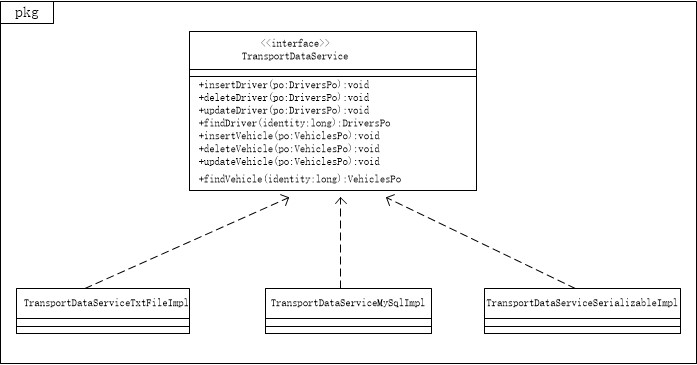 pkg
<<interface>>
TransportDataService
+insertDriver(po:DriversPo):void
+deleteDriver(po:DriversPo):void
+updateDriver(po:DriversPo):void
+findDriver(identity:long):DriversPo
+insertVehicle(po:VehiclesPo):void
+deleteVehicle(po:VehiclesPo):void
+updateVehicle(po:VehiclesPo):void
+findVehicle(identity:long):VehiclesPo
TransportDataServiceTxtFileImpl
TransportDataServiceMySqlImpl
TransportDataServiceSerializableImpl